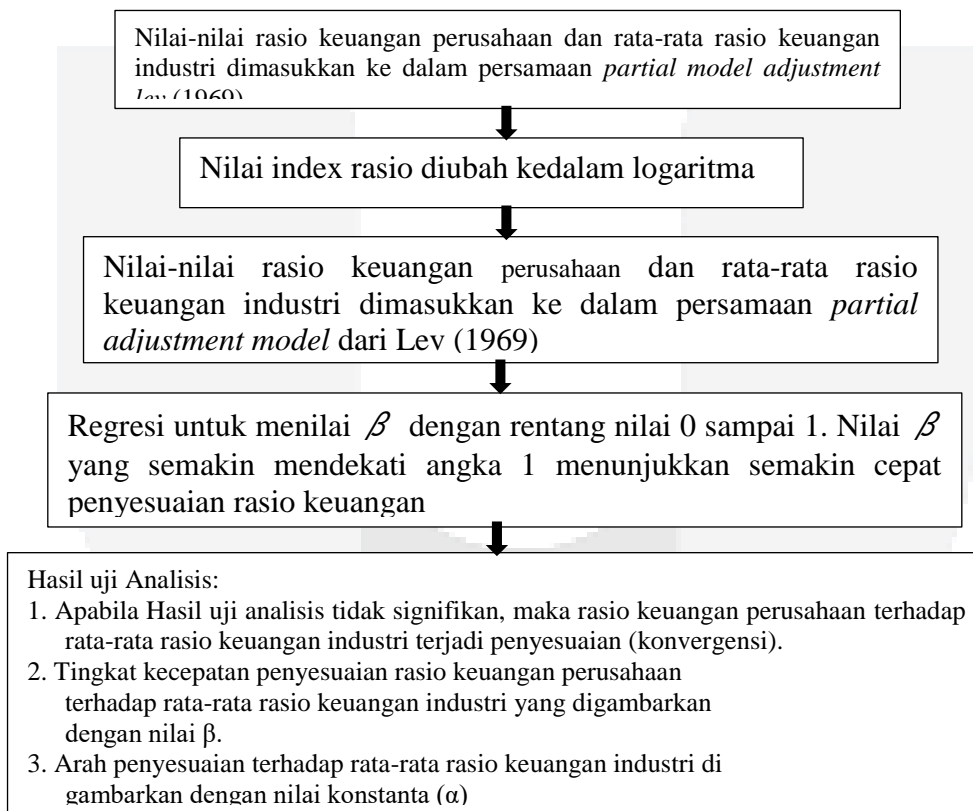 Nilai-nilai rasio keuangan perusahaan dan rata-rata rasio keuangan
industri dimasukkan ke dalam persamaan partial model adjustment
lev (1969)
Nilai index rasio diubah kedalam logaritma
Nilai-nilai rasio keuangan perusahaan dan rata-rata rasio
keuangan industri dimasukkan ke dalam persamaan partial
adjustment model dari Lev (1969)
Regresi untuk menilai β dengan rentang nilai 0 sampai 1. Nilai β
yang semakin mendekati angka 1 menunjukkan semakin cepat
penyesuaian rasio keuangan
Hasil uji Analisis:
1. Apabila Hasil uji analisis tidak signifikan, maka rasio keuangan perusahaan terhadap
rata-rata rasio keuangan industri terjadi penyesuaian (konvergensi).
2. Tingkat kecepatan penyesuaian rasio keuangan perusahaan
terhadap rata-rata rasio keuangan industri yang digambarkan
dengan nilai β.
3. Arah penyesuaian terhadap rata-rata rasio keuangan industri di
gambarkan dengan nilai konstanta (α)